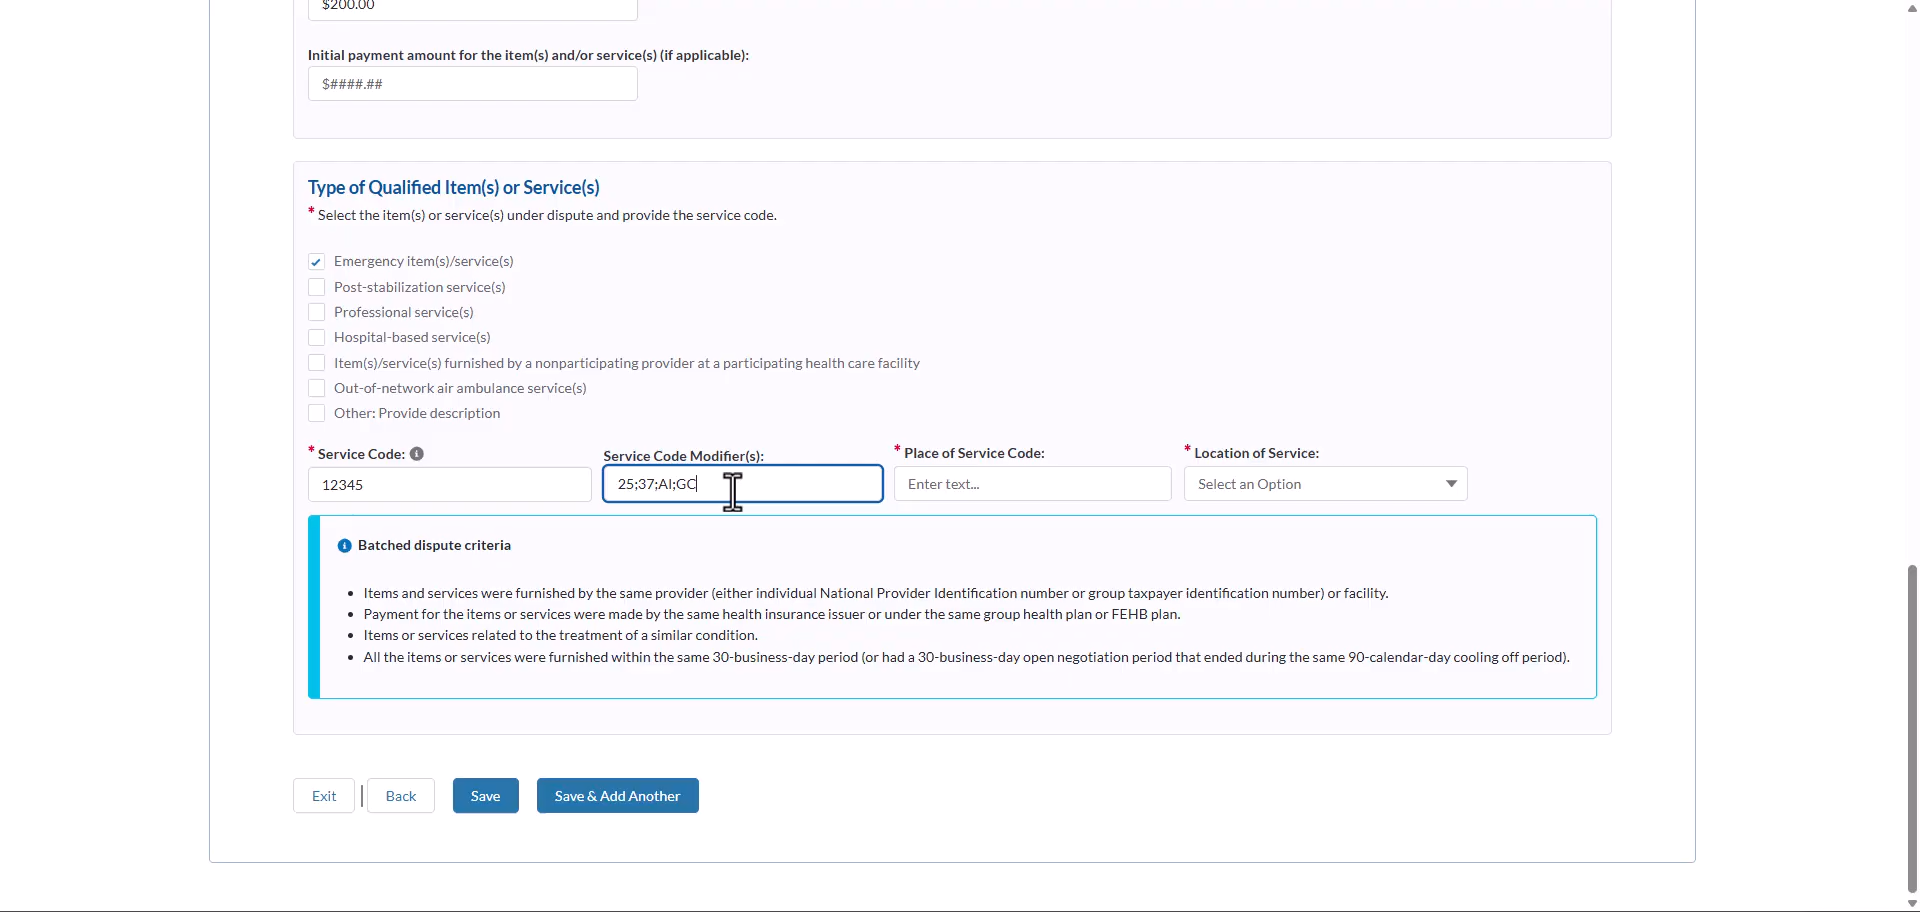 $200.00
Initial payment amount for the item(s) and/or service(s) (if applicable):
$####.##
Type of Qualified Item(s) or Service(s)
* Select the item(s) or service(s) under dispute and provide the service code.
Emergency item(s)/service(s)
Post-stabilization service(s)
Professional service(s)
Hospital-based service(s)
Item(s)/service(s) furnished by a nonparticipating provider at a participating health care facility
Out-of-network air ambulance service(s)
Other: Provide description
* Service Code: Service Code Modifier(s): * Place of Service Code: * Location of Service:
12345 25;37;AI;GC Enter text... Select an Option
Batched dispute criteria
• Items and services were furnished by the same provider (either individual National Provider Identification number or group taxpayer identification number) or facility.
• Payment for the items or services were made by the same health insurance issuer or under the same group health plan or FEHB plan.
• Items or services related to the treatment of a similar condition.
• All the items or services were furnished within the same 30-business-day period (or had a 30-business-day open negotiation period that ended during the same 90-calendar-day cooling off period).
Exit | Back Save Save & Add Another